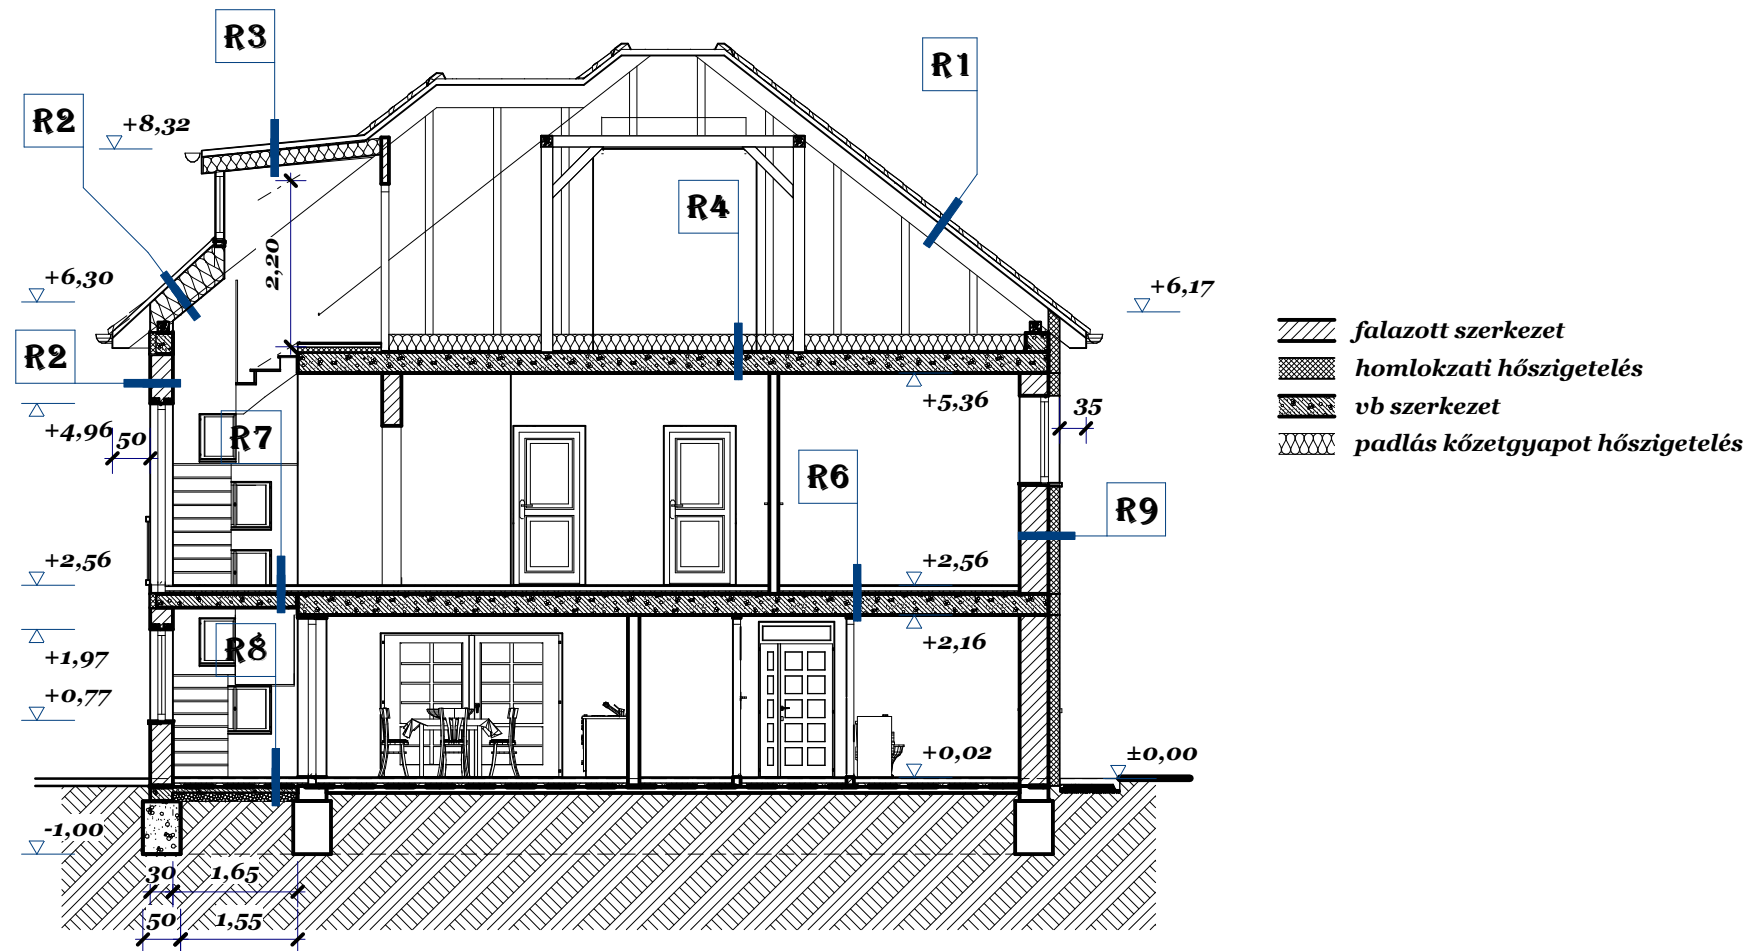 R3
R1
R2
+8,32
R4
2,20
+6,30
+6,17
falazott szerkezet
R2
homlokzati hőszigetelés
+5,36
+4,96
50
35
vb szerkezet
R7
padlás kőzetgyapot hőszigetelés
R6
R9
+2,56
+2,56
+1,97
R8
+2,16
+0,77
+0,02
±0,00
-1,00
30
1,65
50
1,55